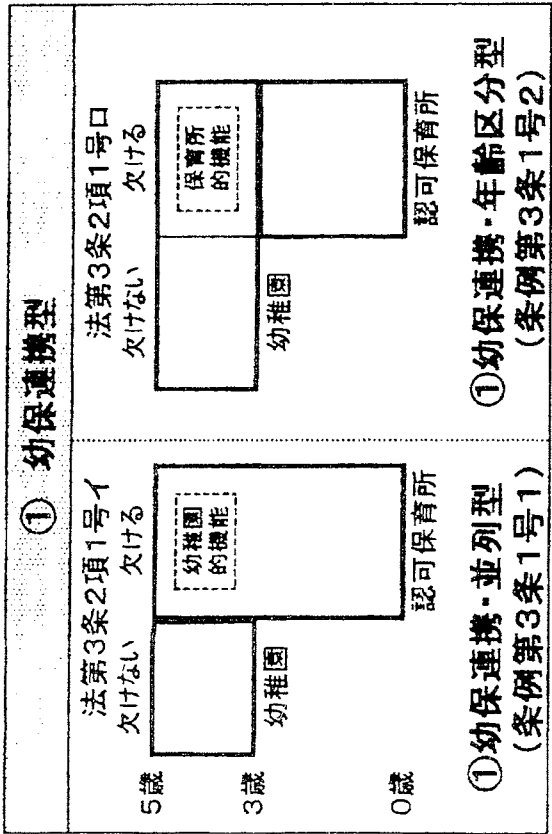 ① 幼保連携型
法第3条2項1号イ
欠けない 欠ける
5歳
3歳
0歳
幼稚園
的機能
幼稚園
認可保育所
①幼保連携・並列型
(条例第3条1号1)
法第3条2項1号ロ
欠けない 欠ける
保育所
的機能
幼稚園
認可保育所
①幼保連携・年齢区分型
(条例第3条1号2)